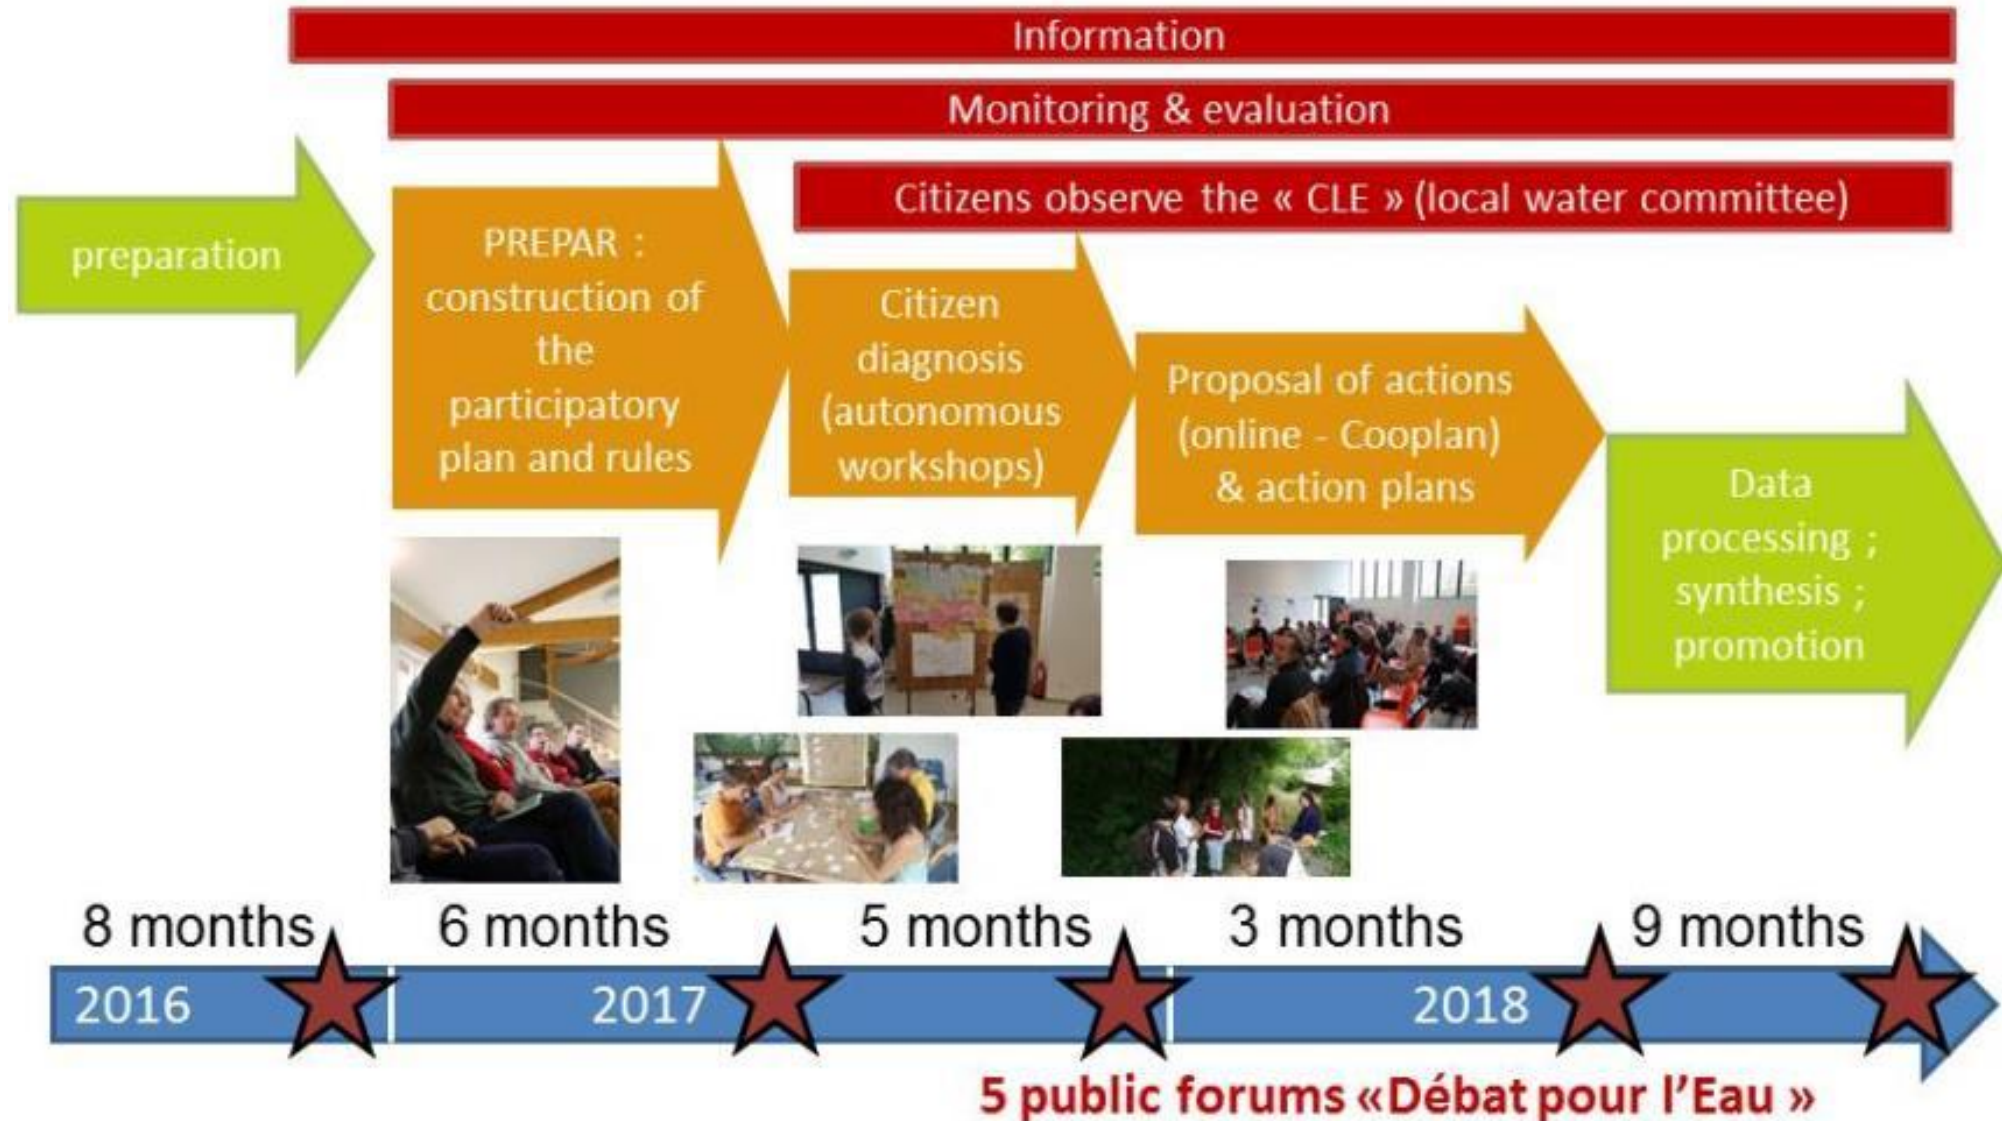 Information
Monitoring & evaluation
Citizens observe the « CLE » (local water committee)
preparation
PREPAR :
construction of
the
participatory
plan and rules
Citizen
diagnosis
(autonomous
workshops)
Proposal of actions
(online - Cooplan)
& action plans
Data
processing ;
synthesis ;
promotion
8 months
6 months
5 months
3 months
9 months
2016
2017
2018
5 public forums «Débat pour l'Eau »